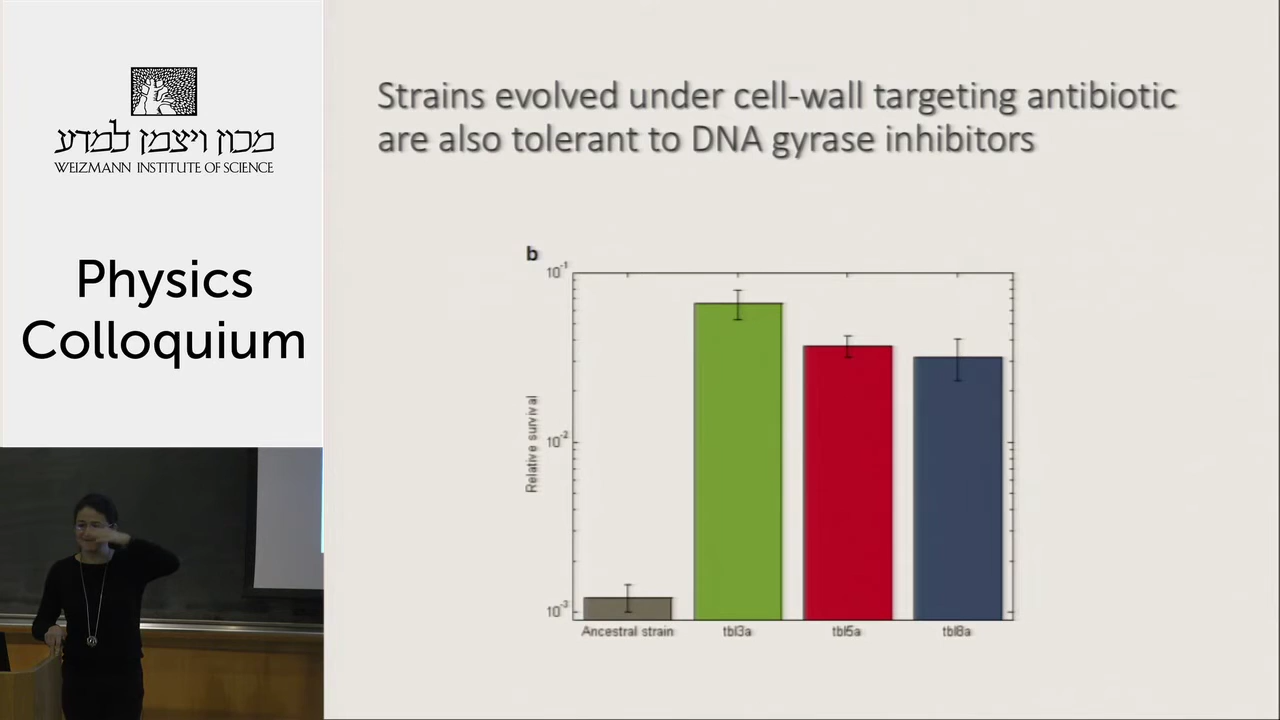 מכון ויצמן למדע
WEIZMANN INSTITUTE OF SCIENCE
Physics
Colloquium
Strains evolved under cell-wall targeting antibiotic
are also tolerant to DNA gyrase inhibitors
b
10⁻¹
10⁻²
10⁻³
Relative survival
Ancestral strain
tbl3a
tbl5a
tbl8a